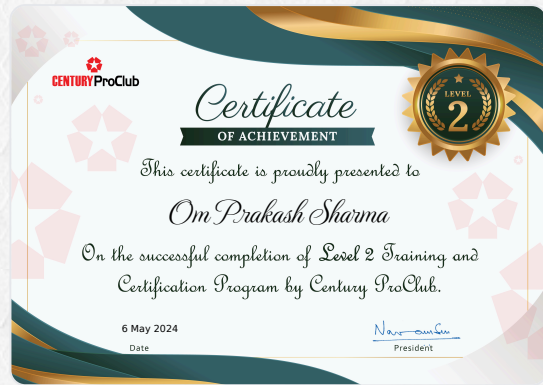 CENTURY ProClub
LEVEL
2
Certificate
OF ACHIEVEMENT
This certificate is proudly presented to
Om Prakash Sharma
On the successful completion of Level 2 Training and
Certification Program by Century ProClub.
6 May 2024
Date
President